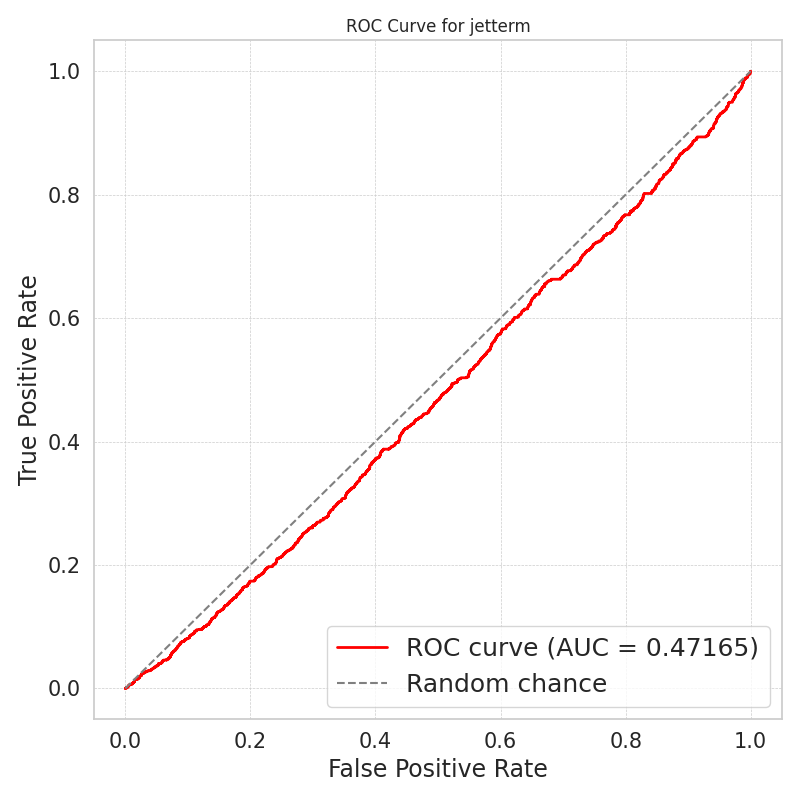 ROC Curve for jetterm
1.0
0.8
0.6
0.4
0.2
0.0
True Positive Rate
ROC curve (AUC = 0.47165)
Random chance
0.0 0.2 0.4 0.6 0.8 1.0
False Positive Rate